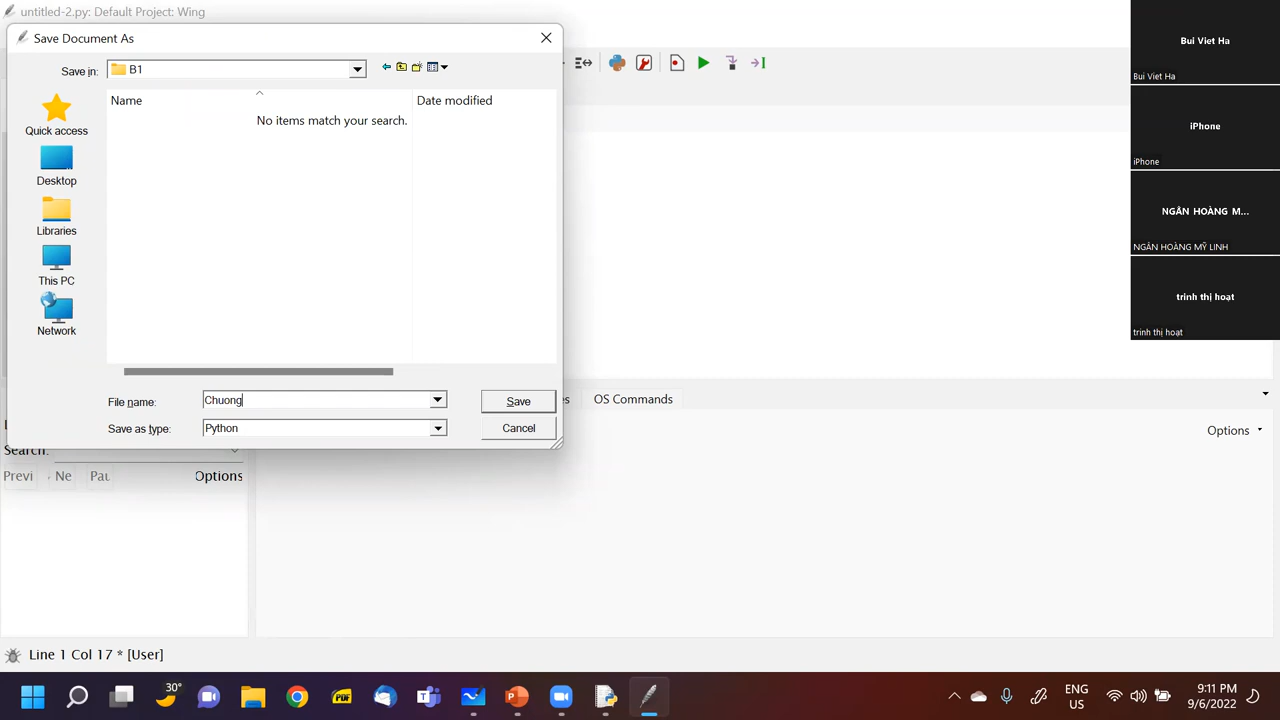 untitled-2.py: Default Project: Wing
Save Document As
Save in:
B1
Name
Date modified
No items match your search.
Quick access
Desktop
Libraries
This PC
Network
File name:
Chuong
Save
Save as type:
Python
Cancel
es
OS Commands
Options
Search:
Previ
Ne
Pau
Options
Line 1 Col 17 * [User]
Bui Viet Ha
Bui Viet Ha
iPhone
iPhone
NGÂN HOÀNG M...
NGÂN HOÀNG MỸ LINH
trinh thị hoạt
trinh thị hoạt
30°
PDF
ENG
US
9:11 PM
9/6/2022